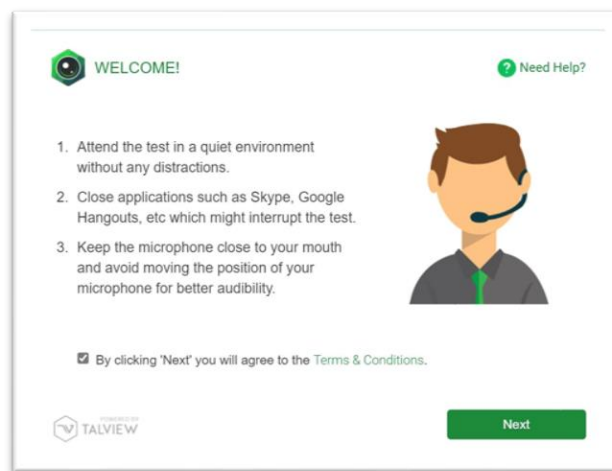 WELCOME!
? Need Help?
1. Attend the test in a quiet environment
without any distractions.
2. Close applications such as Skype, Google
Hangouts, etc which might interrupt the test.
3. Keep the microphone close to your mouth
and avoid moving the position of your
microphone for better audibility.
By clicking 'Next' you will agree to the Terms & Conditions.
POWERED BY
TALVIEW
Next